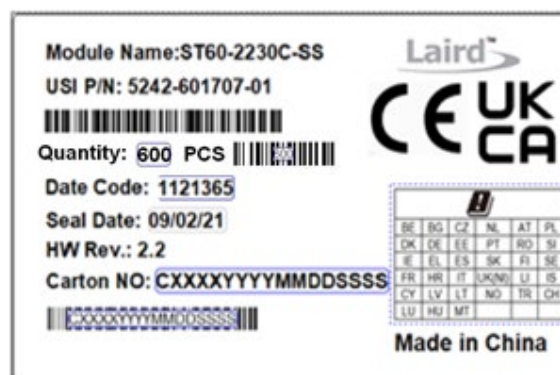 Module Name:ST60-2230C-SS
Laird™
USI P/N: 5242-601707-01
CE UK CA
Quantity: 600 PCS
600
Date Code: 1121365
Seal Date: 09/02/21
HW Rev.: 2.2
Carton NO: CXXXXYYYYMMDDSSSS
CXXXXYYYYMMDDSSSS
BE BG CZ NL AT PL
DK DE EE PT RO SI
IE EL ES SK FI SE
FR HR IT UK(NI) LI IS
CY LV LT NO TR CH
LU HU MT
Made in China